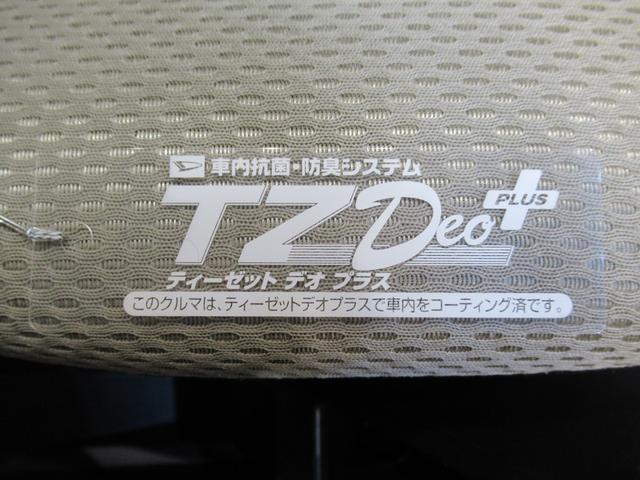 車内抗菌・防臭システム
TZ Deo PLUS
ティーゼット デオ プラス
このクルマは、ティーゼットデオプラスで車内をコーティング済です。